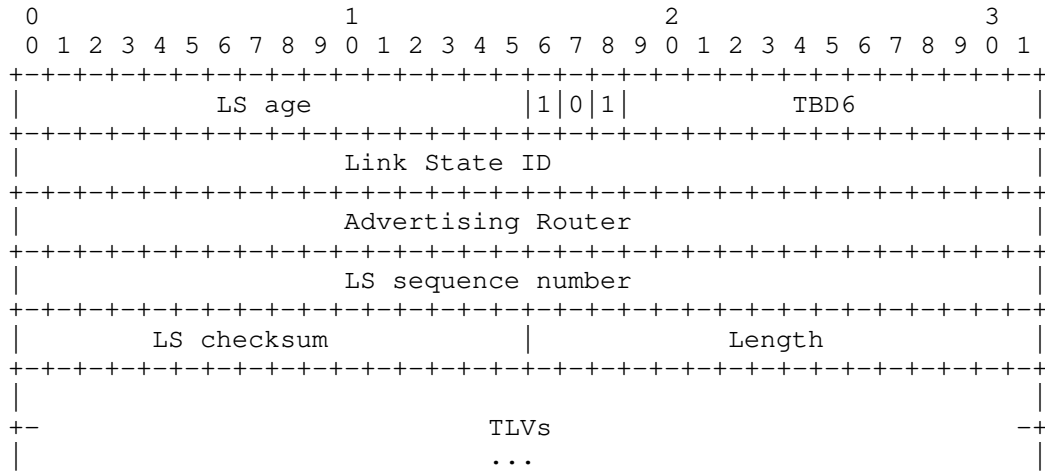 0                   1                   2                   3
 0 1 2 3 4 5 6 7 8 9 0 1 2 3 4 5 6 7 8 9 0 1 2 3 4 5 6 7 8 9 0 1
+-+-+-+-+-+-+-+-+-+-+-+-+-+-+-+-+-+-+-+-+-+-+-+-+-+-+-+-+-+-+-+-+
|            LS age             |1|0|1|          TBD6           |
+-+-+-+-+-+-+-+-+-+-+-+-+-+-+-+-+-+-+-+-+-+-+-+-+-+-+-+-+-+-+-+-+
|                    Link State ID                              |
+-+-+-+-+-+-+-+-+-+-+-+-+-+-+-+-+-+-+-+-+-+-+-+-+-+-+-+-+-+-+-+-+
|                    Advertising Router                         |
+-+-+-+-+-+-+-+-+-+-+-+-+-+-+-+-+-+-+-+-+-+-+-+-+-+-+-+-+-+-+-+-+
|                    LS sequence number                         |
+-+-+-+-+-+-+-+-+-+-+-+-+-+-+-+-+-+-+-+-+-+-+-+-+-+-+-+-+-+-+-+-+
|        LS checksum            |            Length             |
+-+-+-+-+-+-+-+-+-+-+-+-+-+-+-+-+-+-+-+-+-+-+-+-+-+-+-+-+-+-+-+-+
|                                                               |
+-                            TLVs                             -+
|                             ...                               |